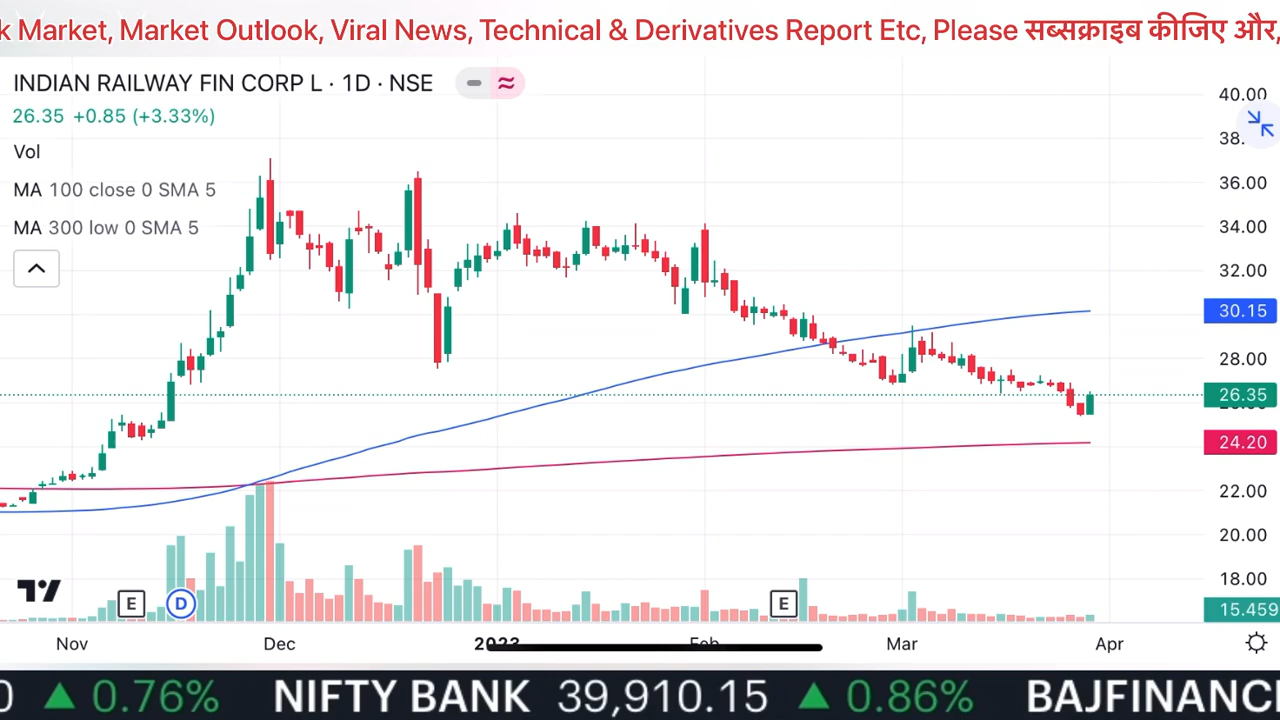 k Market, Market Outlook, Viral News, Technical & Derivatives Report Etc, Please सब्सक्राइब कीजिए और,
INDIAN RAILWAY FIN CORP L · 1D · NSE
26.35 +0.85 (+3.33%)
Vol
MA 100 close 0 SMA 5
MA 300 low 0 SMA 5
40.00
38.
36.00
34.00
32.00
30.15
28.00
26.35
24.20
22.00
20.00
18.00
15.459
E
D
E
Nov Dec 2023 Feb Mar Apr
0 ▲ 0.76% NIFTY BANK 39,910.15 ▲ 0.86% BAJFINANC